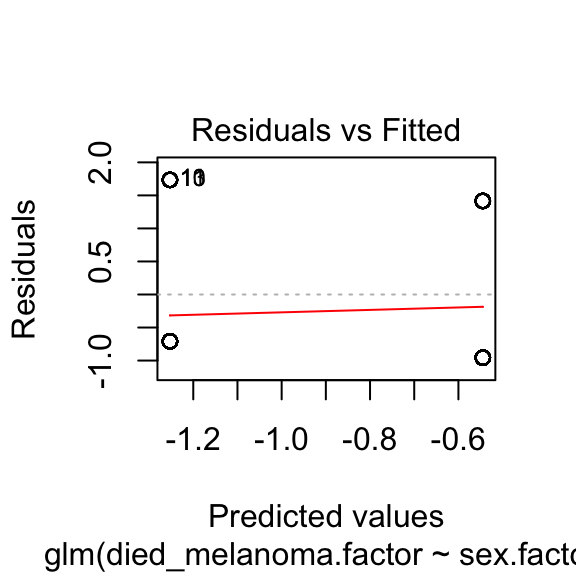 Residuals vs Fitted
Residuals
2.0
0.5
-1.0
-1.2 -1.0 -0.8 -0.6
Predicted values
glm(died_melanoma.factor ~ sex.facto